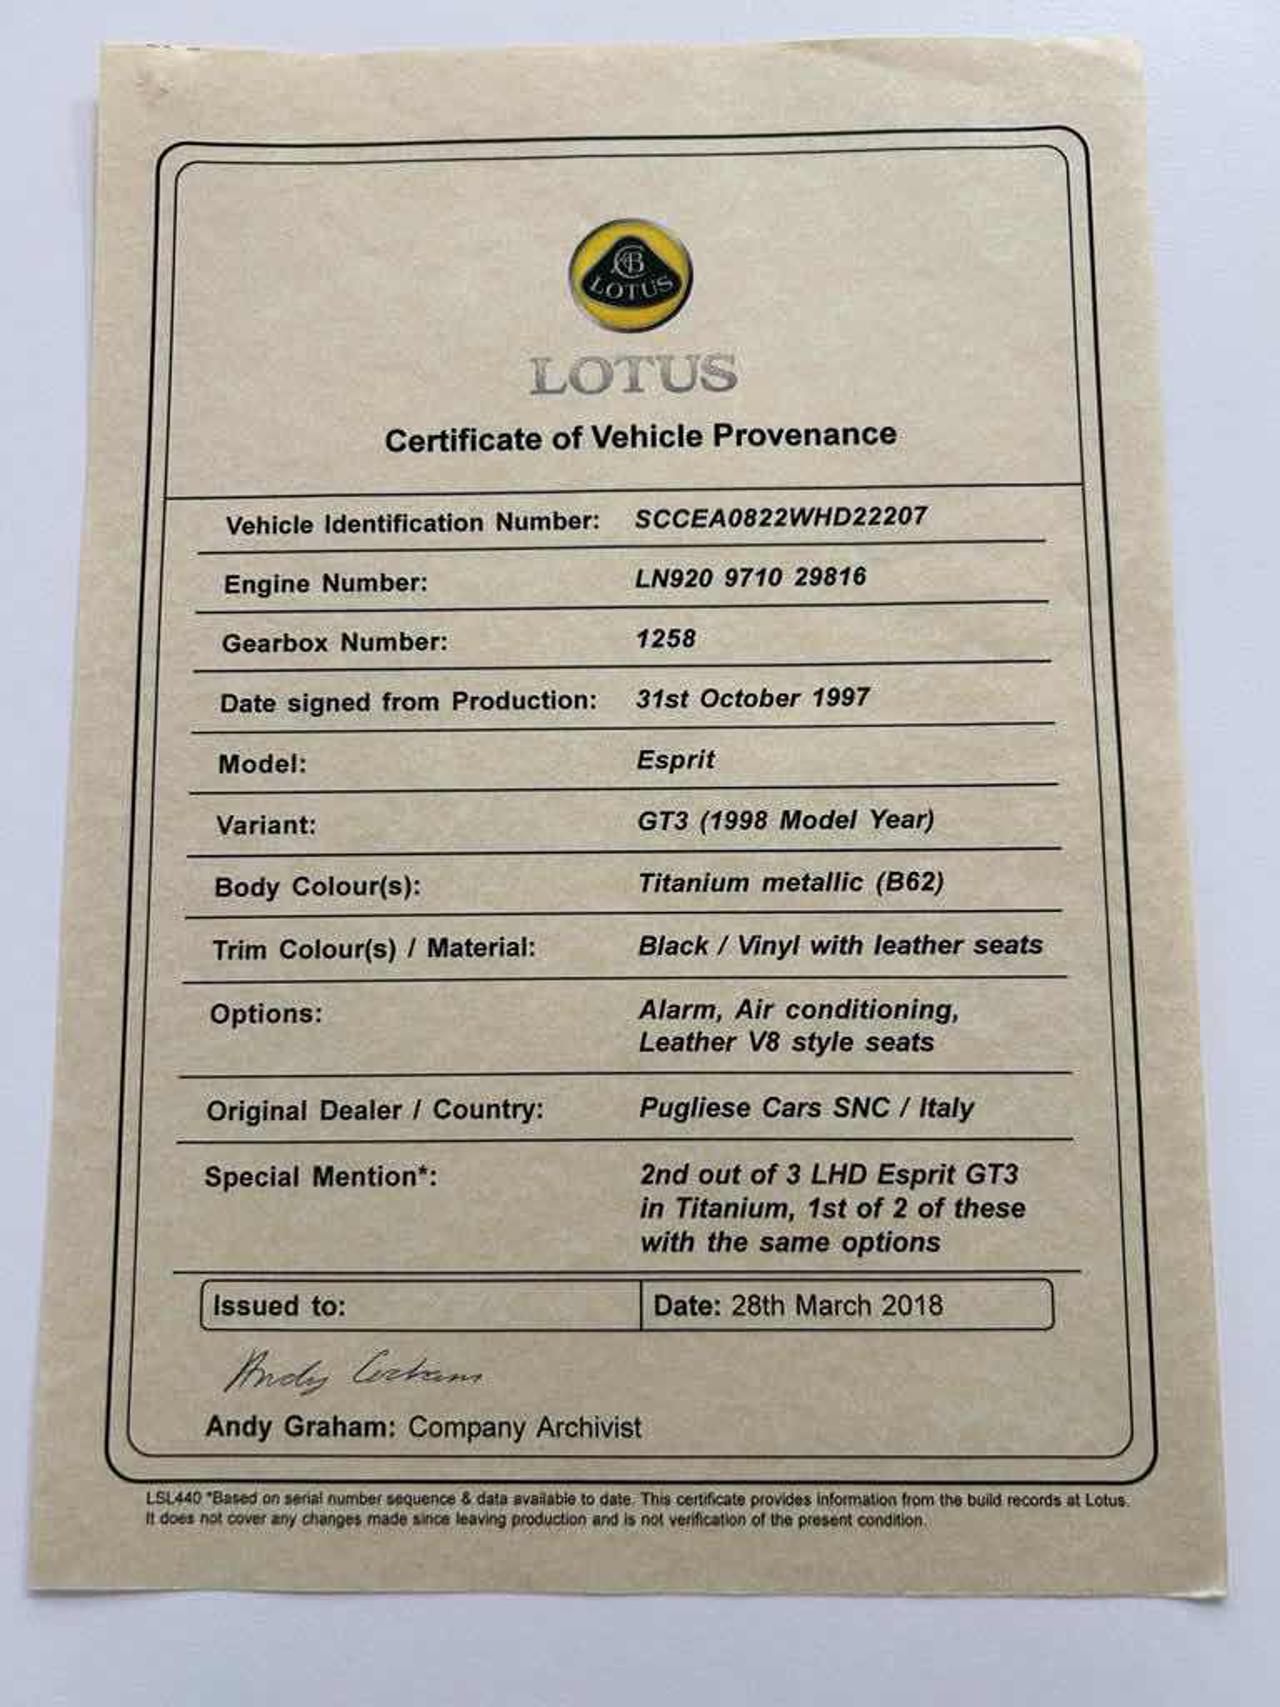 LOTUS
LOTUS
Certificate of Vehicle Provenance
Vehicle Identification Number: SCCEA0822WHD22207
Engine Number: LN920 9710 29816
Gearbox Number: 1258
Date signed from Production: 31st October 1997
Model: Esprit
Variant: GT3 (1998 Model Year)
Body Colour(s): Titanium metallic (B62)
Trim Colour(s) / Material: Black / Vinyl with leather seats
Options: Alarm, Air conditioning,
Leather V8 style seats
Original Dealer / Country: Pugliese Cars SNC / Italy
Special Mention*: 2nd out of 3 LHD Esprit GT3
in Titanium, 1st of 2 of these
with the same options
Issued to: Date: 28th March 2018
Andy Graham
Andy Graham: Company Archivist
LSL440 *Based on serial number sequence & data available to date. This certificate provides information from the build records at Lotus.
It does not cover any changes made since leaving production and is not verification of the present condition.